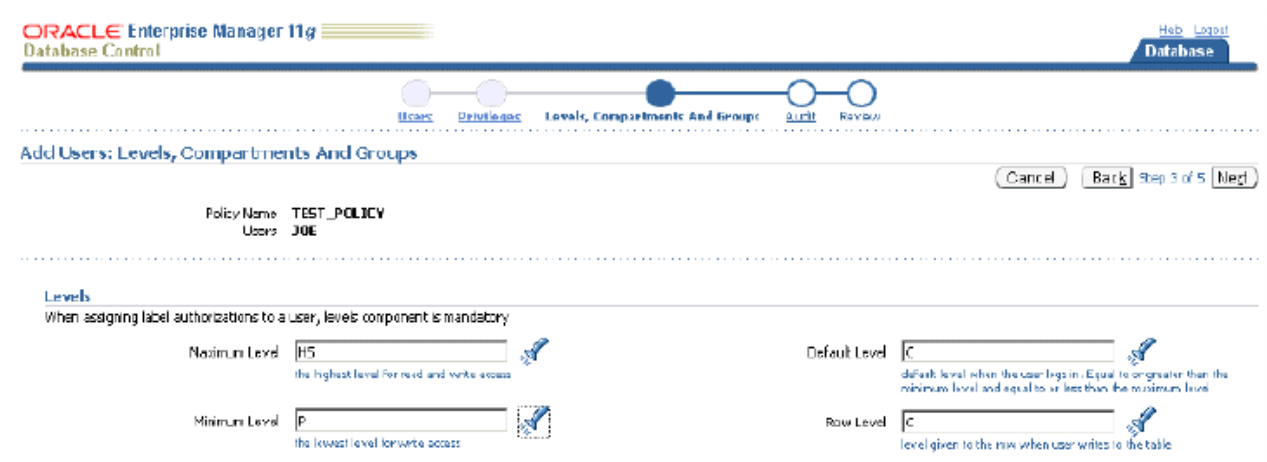 ORACLE Enterprise Manager 11g
Database Control
Help Logout
Database
Users Privileges Levels, Compartments And Groups Audit Review
Add Users: Levels, Compartments And Groups
Cancel Back Step 3 of 5 Next
Policy Name TEST_POLICY
Users JOE
Levels
When assigning label authorizations to a user, levels component is mandatory
Maximum Level HS
the highest level for read and write access
Default Level C
default level when the user logs in. Equal to or greater than the
minimum level and equal to or less than the maximum level
Minimum Level P
the lowest level for write access
Row Level C
level given to the row when user writes to the table